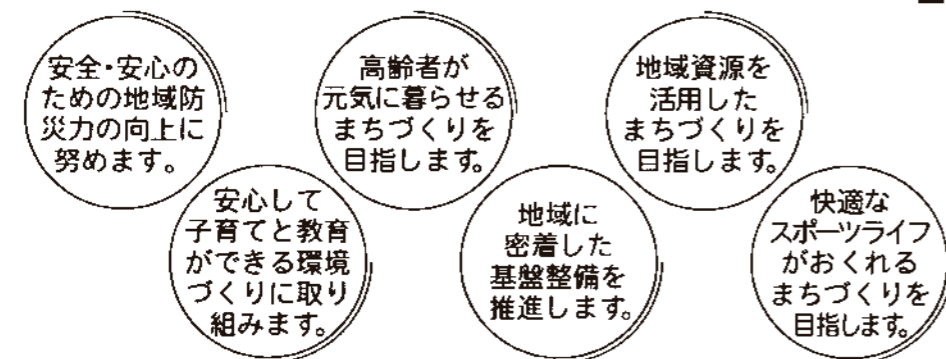 安全・安心の
ための地域防
災力の向上に
努めます。
安心して
子育てと教育
ができる環境
づくりに取り
組みます。
高齢者が
元気に暮らせる
まちづくりを
目指します。
地域に
密着した
基盤整備を
推進します。
地域資源を
活用した
まちづくりを
目指します。
快適な
スポーツライフ
がおくれる
まちづくりを
目指します。